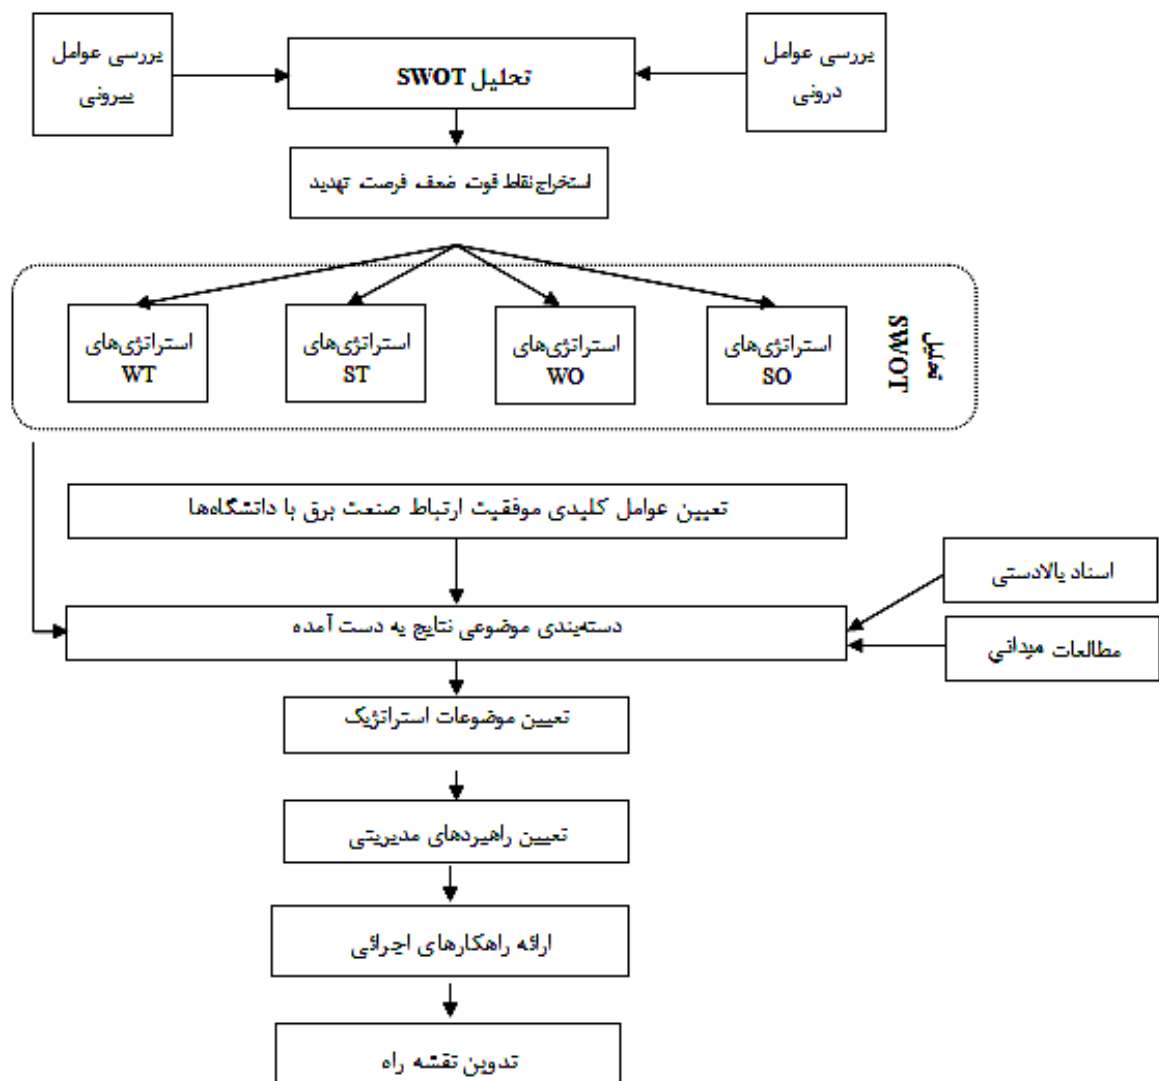 بررسی عوامل
درونی
تحلیل SWOT
بررسی عوامل
بیرونی
استخراج نقاط قوت، ضعف، فرصت، تهدید
استراتژی‌های
SO
استراتژی‌های
WO
استراتژی‌های
ST
استراتژی‌های
WT
تحلیل
SWOT
تعیین عوامل کلیدی موفقیت ارتباط صنعت برق با دانشگاه‌ها
اسناد بالادستی
دسته‌بندی موضوعی نتایج به دست آمده
مطالعات میدانی
تعیین موضوعات استراتژیک
تعیین راهبردهای مدیریتی
ارائه راهکارهای اجرائی
تدوین نقشه راه